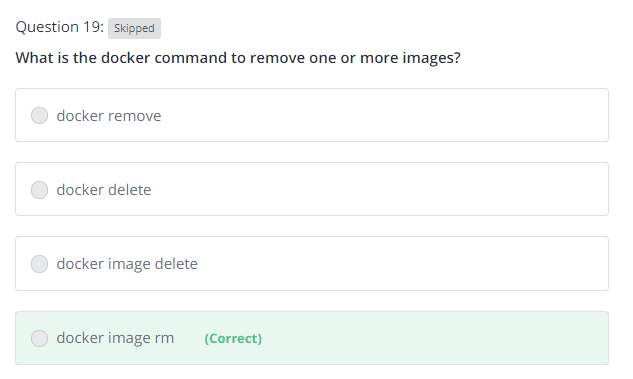 Question 19: Skipped
What is the docker command to remove one or more images?
docker remove
docker delete
docker image delete
docker image rm (Correct)